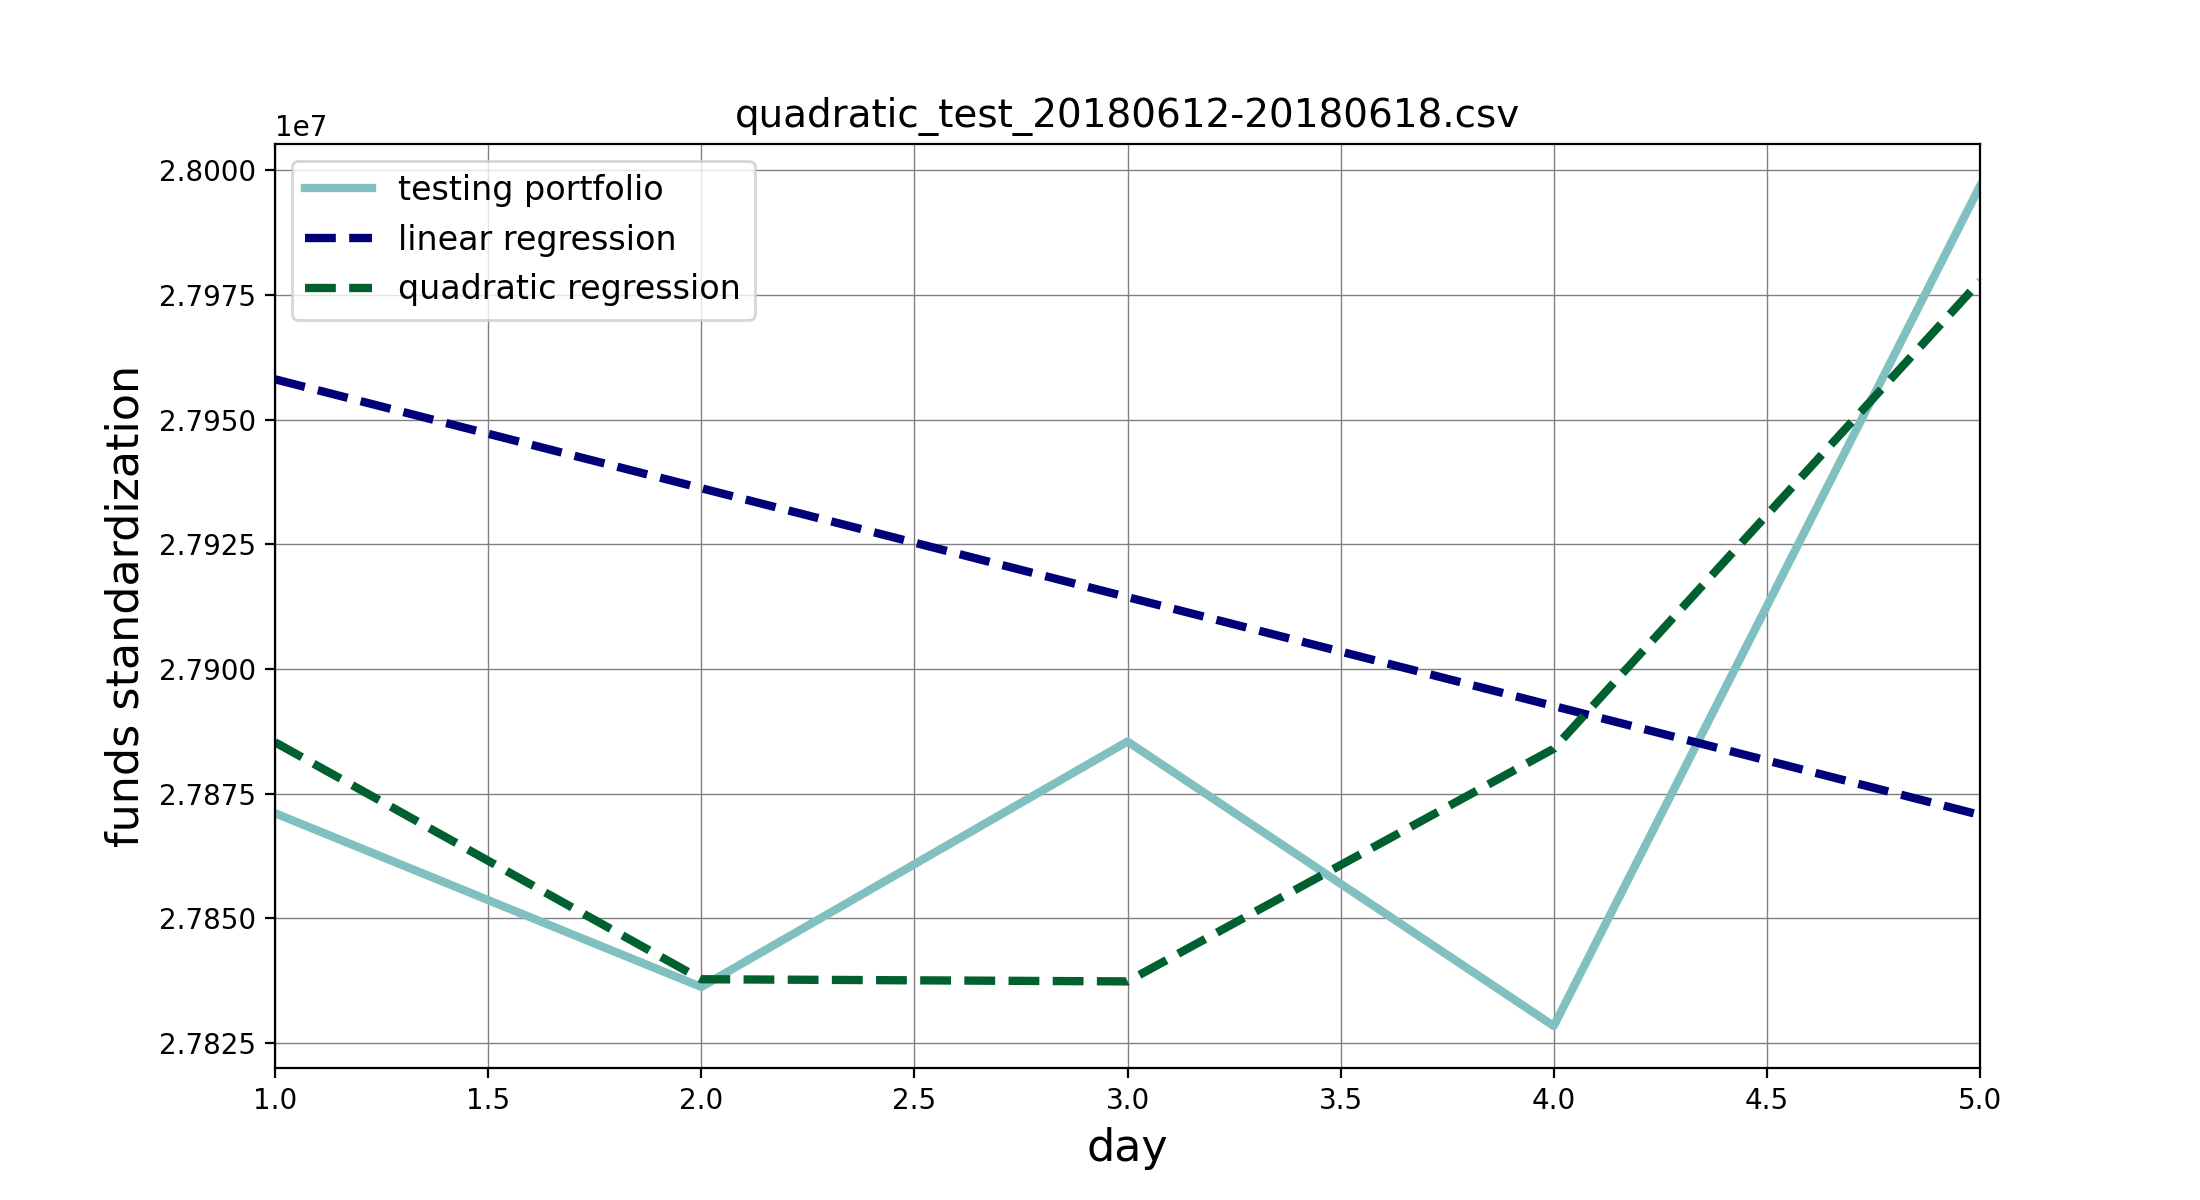 quadratic_test_20180612-20180618.csv
1e7
2.8000
2.7975
2.7950
2.7925
2.7900
2.7875
2.7850
2.7825
funds standardization
testing portfolio
linear regression
quadratic regression
1.0 1.5 2.0 2.5 3.0 3.5 4.0 4.5 5.0
day